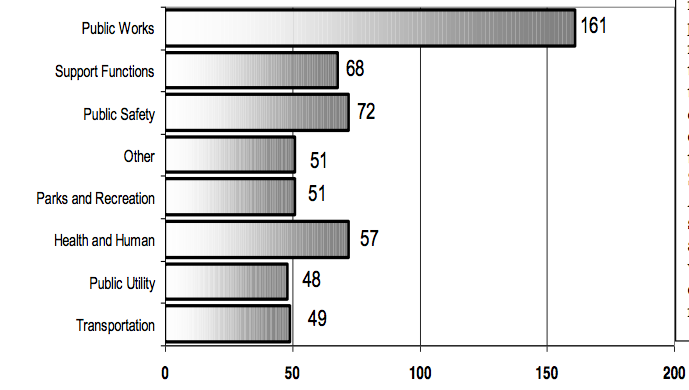 Public Works 161
Support Functions 68
Public Safety 72
Other 51
Parks and Recreation 51
Health and Human 57
Public Utility 48
Transportation 49
0 50 100 150 200